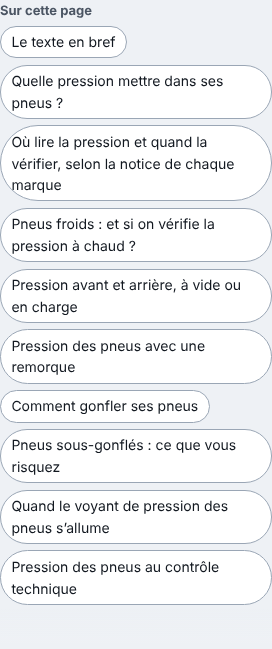 Sur cette page
Le texte en bref
Quelle pression mettre dans ses
pneus ?
Où lire la pression et quand la
vérifier, selon la notice de chaque
marque
Pneus froids : et si on vérifie la
pression à chaud ?
Pression avant et arrière, à vide ou
en charge
Pression des pneus avec une
remorque
Comment gonfler ses pneus
Pneus sous-gonflés : ce que vous
risquez
Quand le voyant de pression des
pneus s’allume
Pression des pneus au contrôle
technique